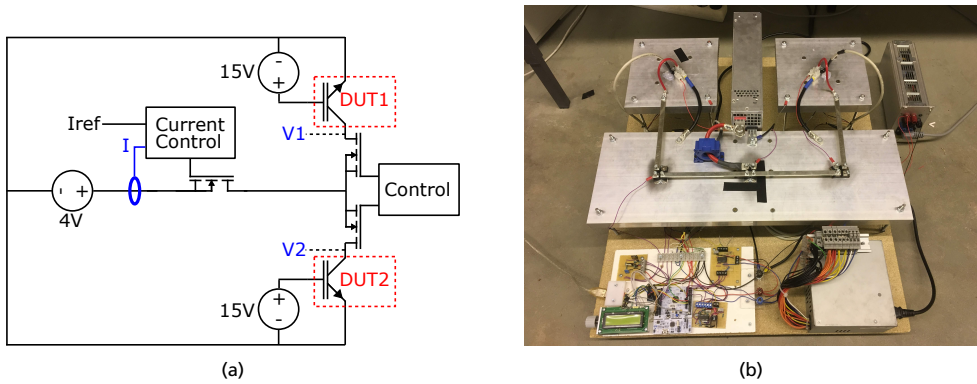 15V
DUT1
V1
Iref
Current
Control
I
Control
4V
V2
DUT2
15V
(a)
(b)